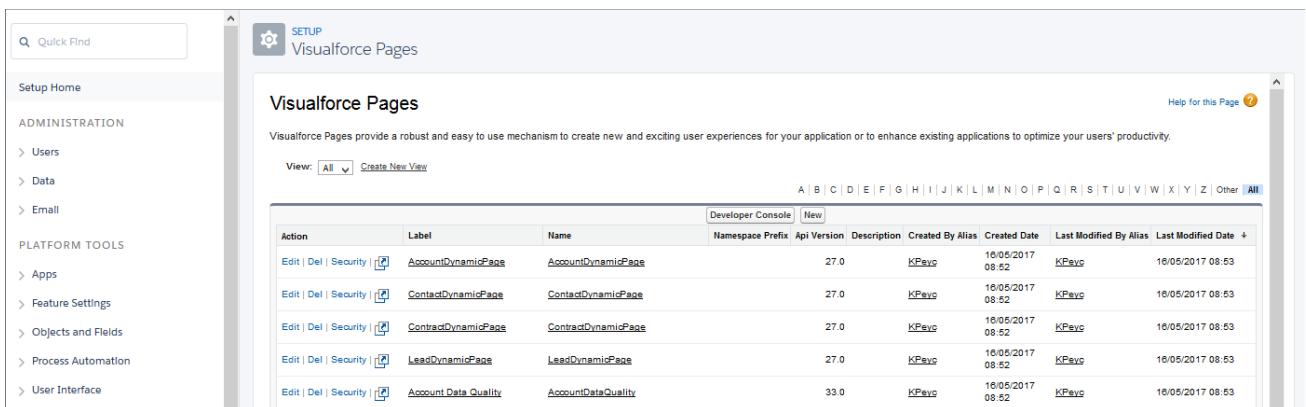 Quick Find
SETUP
Visualforce Pages
Setup Home
ADMINISTRATION
Users
Data
Email
PLATFORM TOOLS
Apps
Feature Settings
Objects and Fields
Process Automation
User Interface
Visualforce Pages
Help for this Page ?
Visualforce Pages provide a robust and easy to use mechanism to create new and exciting user experiences for your application or to enhance existing applications to optimize your users' productivity.
View: All Create New View
A | B | C | D | E | F | G | H | I | J | K | L | M | N | O | P | Q | R | S | T | U | V | W | X | Y | Z | Other | All
Developer Console New
Action Label Name Namespace Prefix Api Version Description Created By Alias Created Date Last Modified By Alias Last Modified Date ↓
Edit | Del | Security | AccountDynamicPage AccountDynamicPage 27.0 KPeyc 16/05/2017 08:52 KPeyc 16/05/2017 08:53
Edit | Del | Security | ContactDynamicPage ContactDynamicPage 27.0 KPeyc 16/05/2017 08:52 KPeyc 16/05/2017 08:53
Edit | Del | Security | ContractDynamicPage ContractDynamicPage 27.0 KPeyc 16/05/2017 08:52 KPeyc 16/05/2017 08:53
Edit | Del | Security | LeadDynamicPage LeadDynamicPage 27.0 KPeyc 16/05/2017 08:52 KPeyc 16/05/2017 08:53
Edit | Del | Security | Account Data Quality AccountDataQuality 33.0 KPeyc 16/05/2017 08:52 KPeyc 16/05/2017 08:53